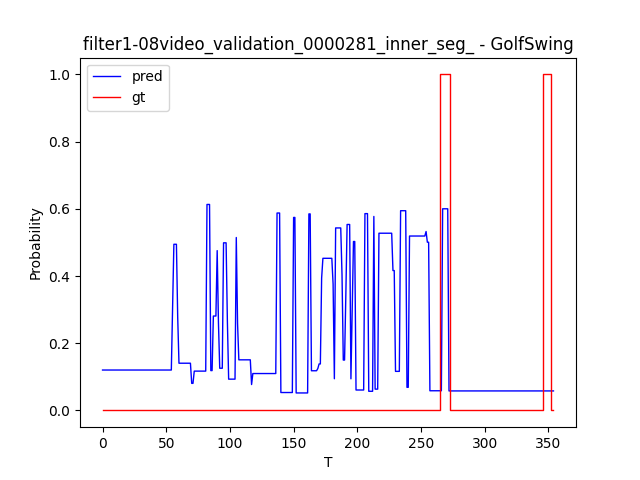 filter1-08video_validation_0000281_inner_seg_ - GolfSwing
pred
gt
1.0
0.8
0.6
0.4
0.2
0.0
Probability
0 50 100 150 200 250 300 350
T